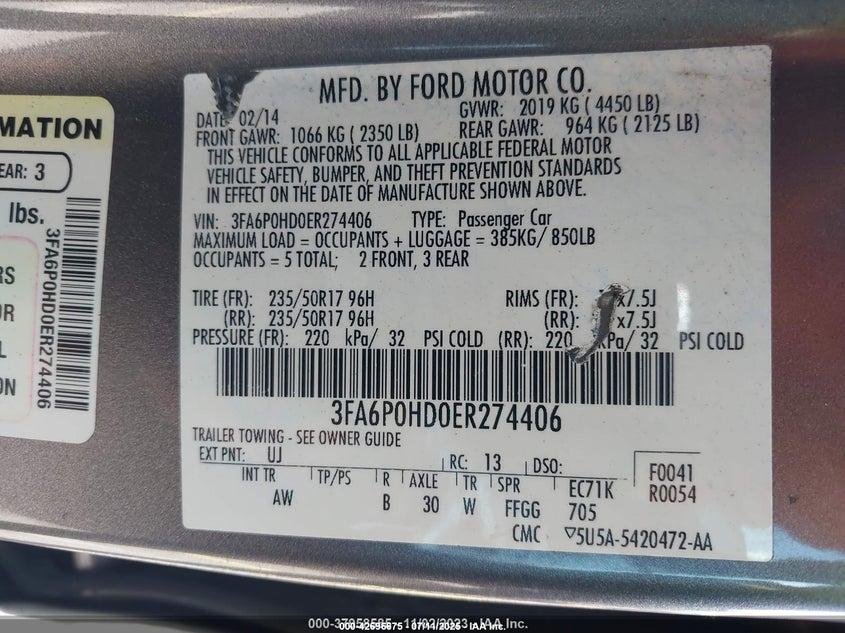 MATION
EAR: 3
lbs.
RS
OR
L
ON
3FA6P0HD0ER274406
MFD. BY FORD MOTOR CO.
DATE: 02/14 GVWR: 2019 KG ( 4450 LB)
FRONT GAWR: 1066 KG ( 2350 LB) REAR GAWR: 964 KG ( 2125 LB)
THIS VEHICLE CONFORMS TO ALL APPLICABLE FEDERAL MOTOR
VEHICLE SAFETY, BUMPER, AND THEFT PREVENTION STANDARDS
IN EFFECT ON THE DATE OF MANUFACTURE SHOWN ABOVE.
VIN: 3FA6P0HD0ER274406 TYPE: Passenger Car
MAXIMUM LOAD = OCCUPANTS + LUGGAGE = 385KG/ 850LB
OCCUPANTS = 5 TOTAL; 2 FRONT, 3 REAR
TIRE (FR): 235/50R17 96H RIMS (FR): x7.5J
(RR): 235/50R17 96H (RR): x7.5J
PRESSURE (FR): 220 kPa/ 32 PSI COLD (RR): 220 kPa/ 32 PSI COLD
3FA6P0HD0ER274406
TRAILER TOWING - SEE OWNER GUIDE
EXT PNT: UJ RC: 13 DSO: F0041
INT TR TP/PS R AXLE TR SPR EC71K R0054
AW B 30 W FFGG 705
CMC ▽5U5A-5420472-AA